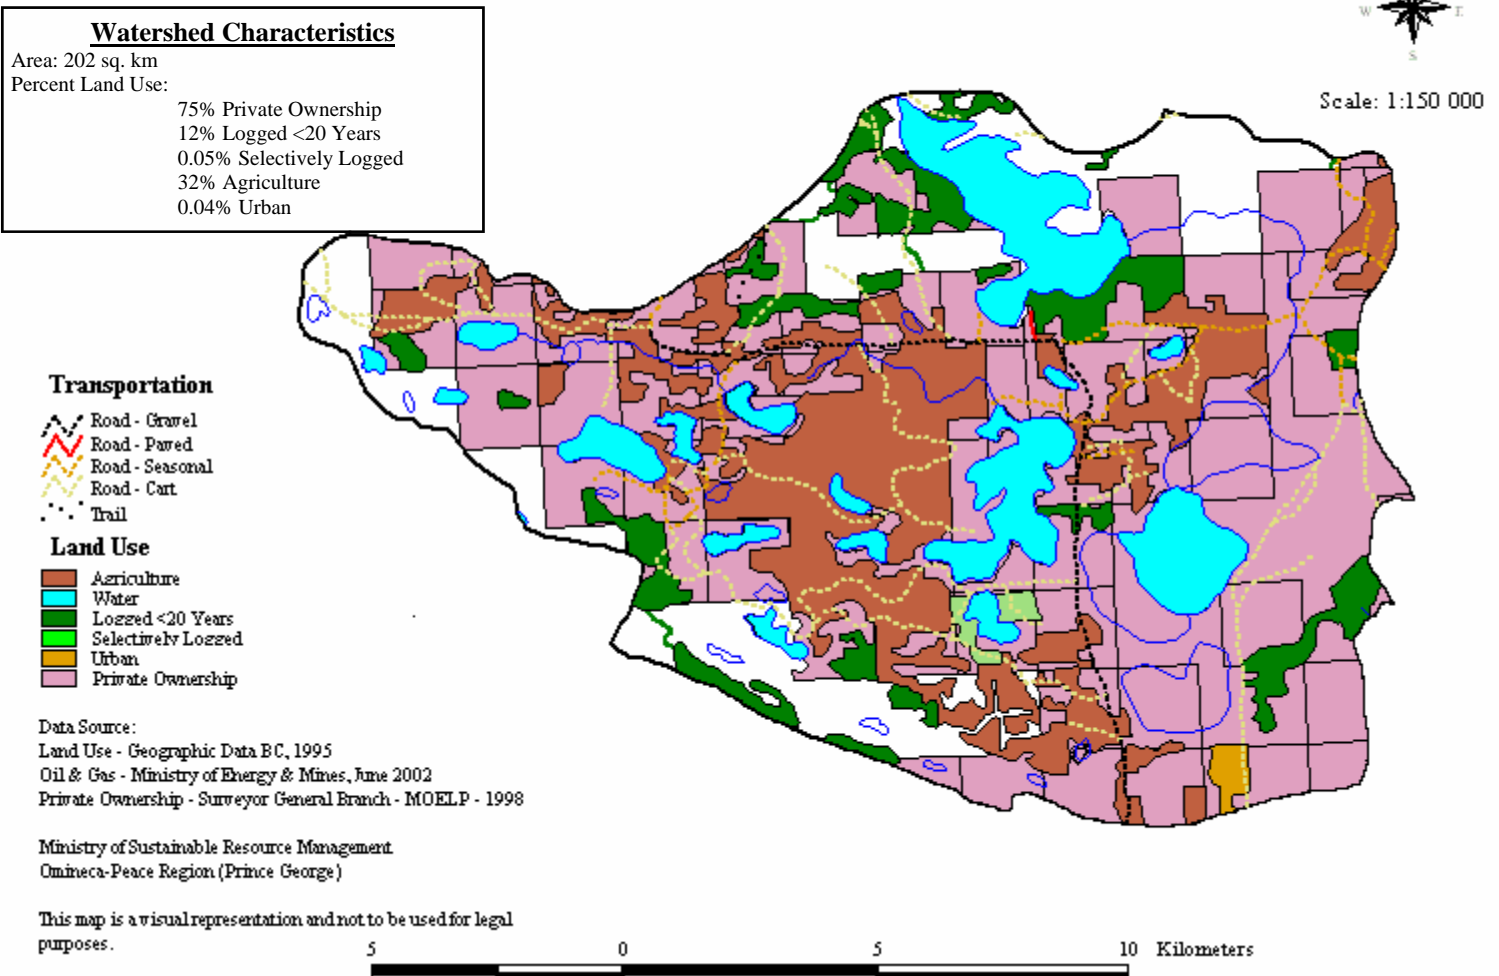 Watershed Characteristics
Area: 202 sq. km
Percent Land Use:
75% Private Ownership
12% Logged <20 Years
0.05% Selectively Logged
32% Agriculture
0.04% Urban
W E
S
Scale: 1:150 000
Transportation
Road - Gravel
Road - Paved
Road - Seasonal
Road - Cart
Trail
Land Use
Agriculture
Water
Logged <20 Years
Selectively Logged
Urban
Private Ownership
Data Source:
Land Use - Geographic Data BC, 1995
Oil & Gas - Ministry of Energy & Mines, June 2002
Private Ownership - Surveyor General Branch - MOELP - 1998
Ministry of Sustainable Resource Management
Omineca-Peace Region (Prince George)
This map is a visual representation and not to be used for legal
purposes.
5 0 5 10 Kilometers